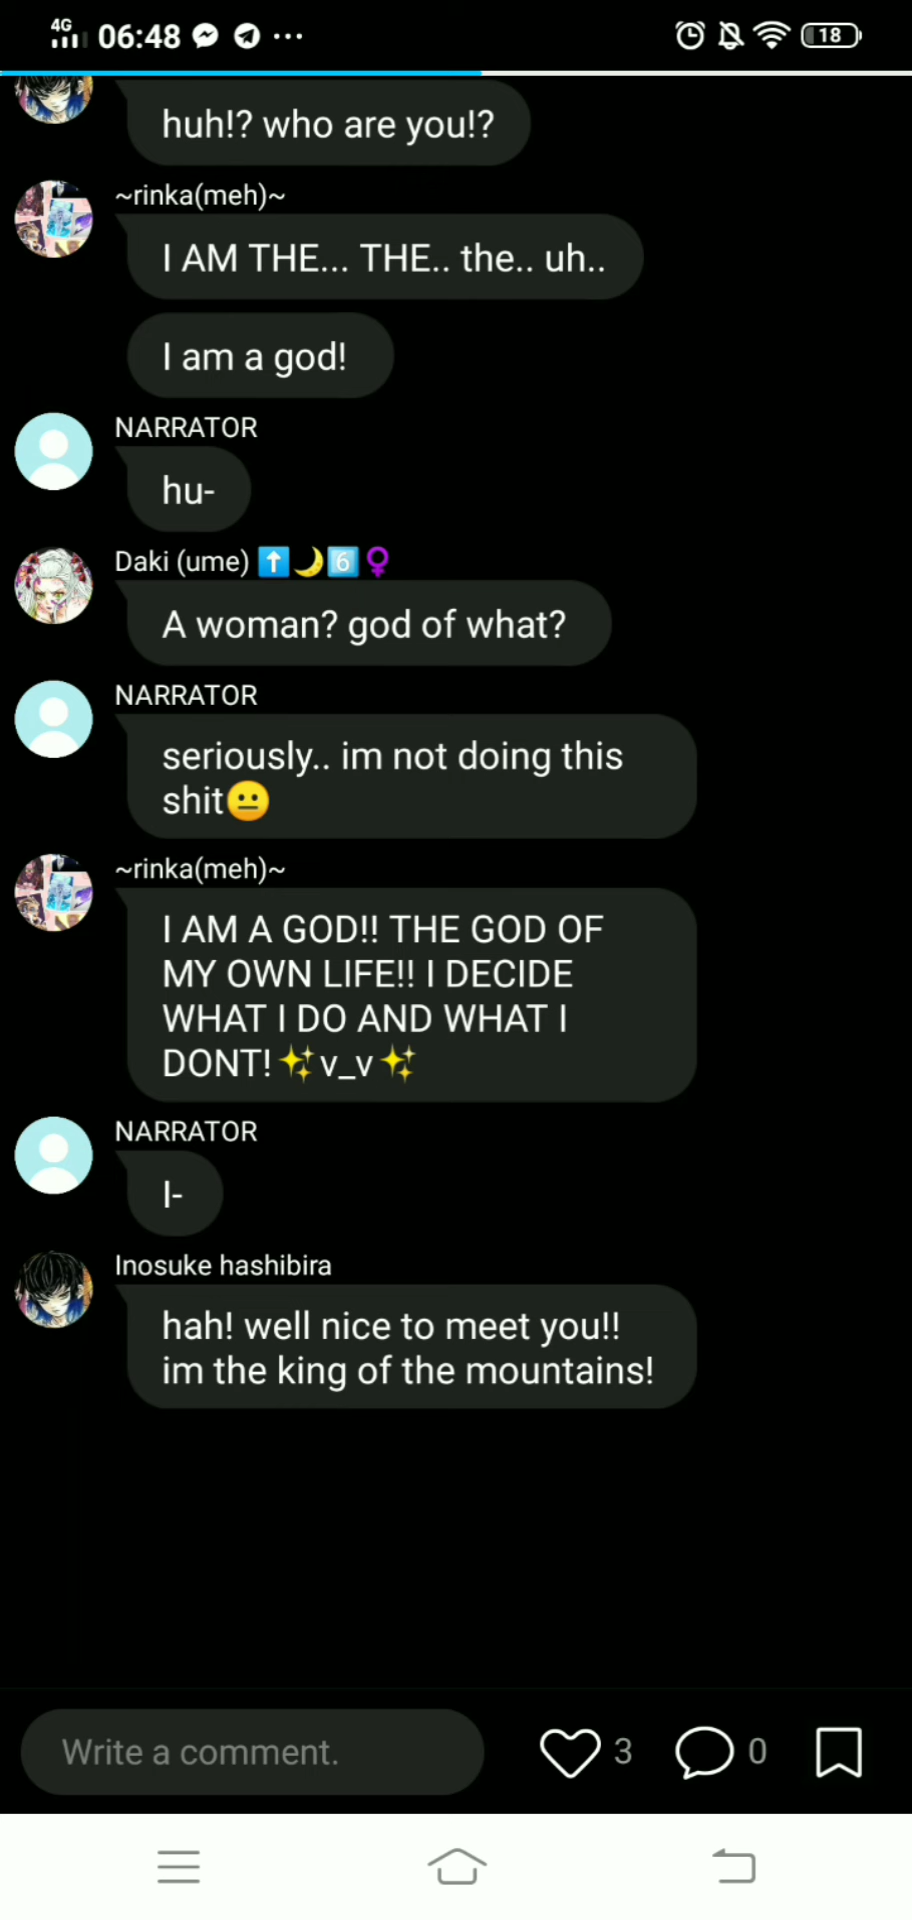 4G 06:48 18
huh!? who are you!?
~rinka(meh)~
I AM THE... THE.. the.. uh..
I am a god!
NARRATOR
hu-
Daki (ume) ⬆️🌙6️⃣♀️
A woman? god of what?
NARRATOR
seriously.. im not doing this
shit😐
~rinka(meh)~
I AM A GOD!! THE GOD OF
MY OWN LIFE!! I DECIDE
WHAT I DO AND WHAT I
DONT!✨v_v✨
NARRATOR
I-
Inosuke hashibira
hah! well nice to meet you!!
im the king of the mountains!
Write a comment. 3 0